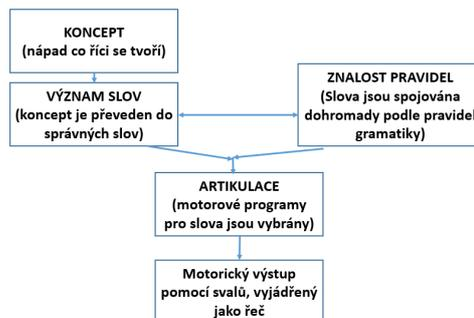 KONCEPT
(nápad co říci se tvoří)
VÝZNAM SLOV
(koncept je převeden do
správných slov)
ZNALOST PRAVIDEL
(Slova jsou spojována
dohromady podle pravidel
gramatiky)
ARTIKULACE
(motorové programy
pro slova jsou vybrány)
Motorický výstup
pomocí svalů, vyjádřený
jako řeč